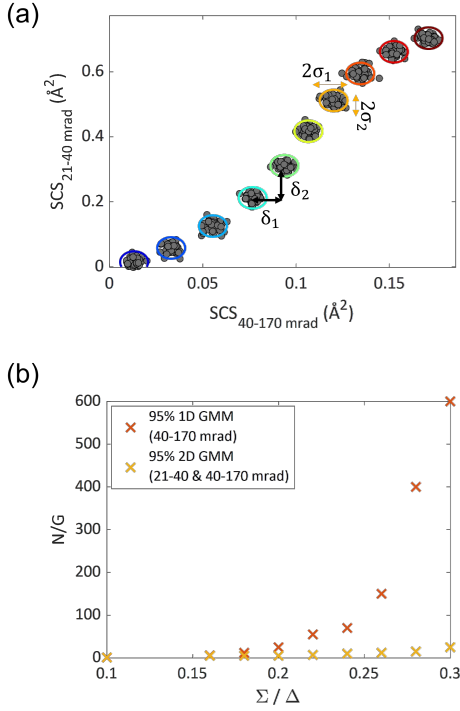 (a)
SCS21-40 mrad (Å²)
0.6
0.4
0.2
0
2σ₁
2σ₂
δ₂
δ₁
0 0.05 0.1 0.15
SCS40-170 mrad (Å²)
(b)
N/G
600
500
400
300
200
100
0
95% 1D GMM
(40-170 mrad)
95% 2D GMM
(21-40 & 40-170 mrad)
0.1 0.15 0.2 0.25 0.3
Σ / Δ